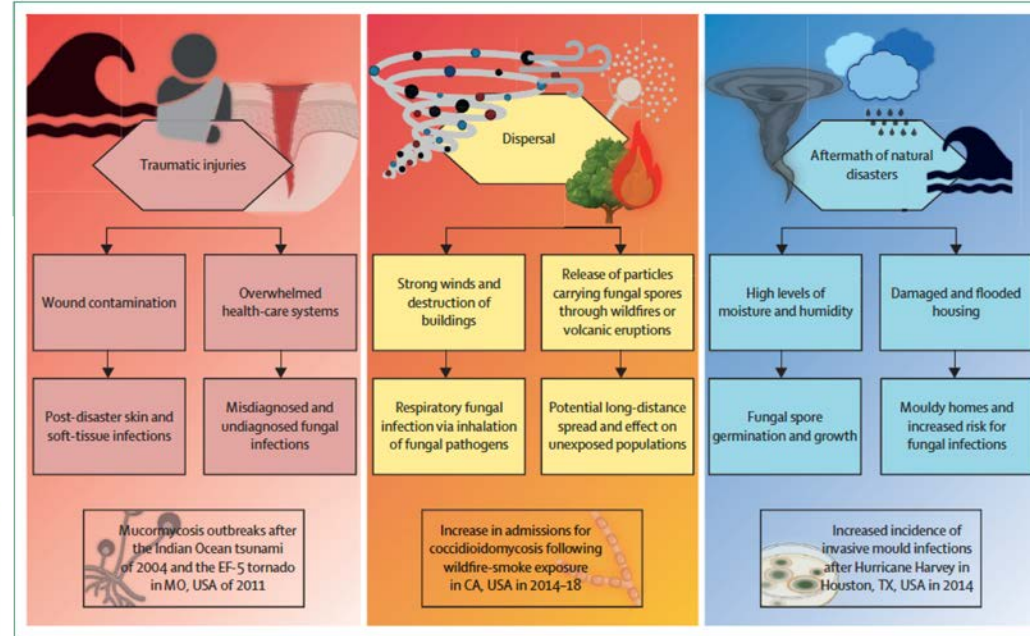 Traumatic injuries
Wound contamination
Overwhelmed
health-care systems
Post-disaster skin and
soft-tissue infections
Misdiagnosed and
undiagnosed fungal
infections
Mucormycosis outbreaks after
the Indian Ocean tsunami
of 2004 and the EF-5 tornado
in MO, USA of 2011
Dispersal
Strong winds and
destruction of
buildings
Release of particles
carrying fungal spores
through wildfires or
volcanic eruptions
Respiratory fungal
infection via inhalation
of fungal pathogens
Potential long-distance
spread and effect on
unexposed populations
Increase in admissions for
coccidioidomycosis following
wildfire-smoke exposure
in CA, USA in 2014–18
Aftermath of natural
disasters
High levels of
moisture and humidity
Damaged and flooded
housing
Fungal spore
germination and growth
Mouldy homes and
increased risk for
fungal infections
Increased incidence of
invasive mould infections
after Hurricane Harvey in
Houston, TX, USA in 2014